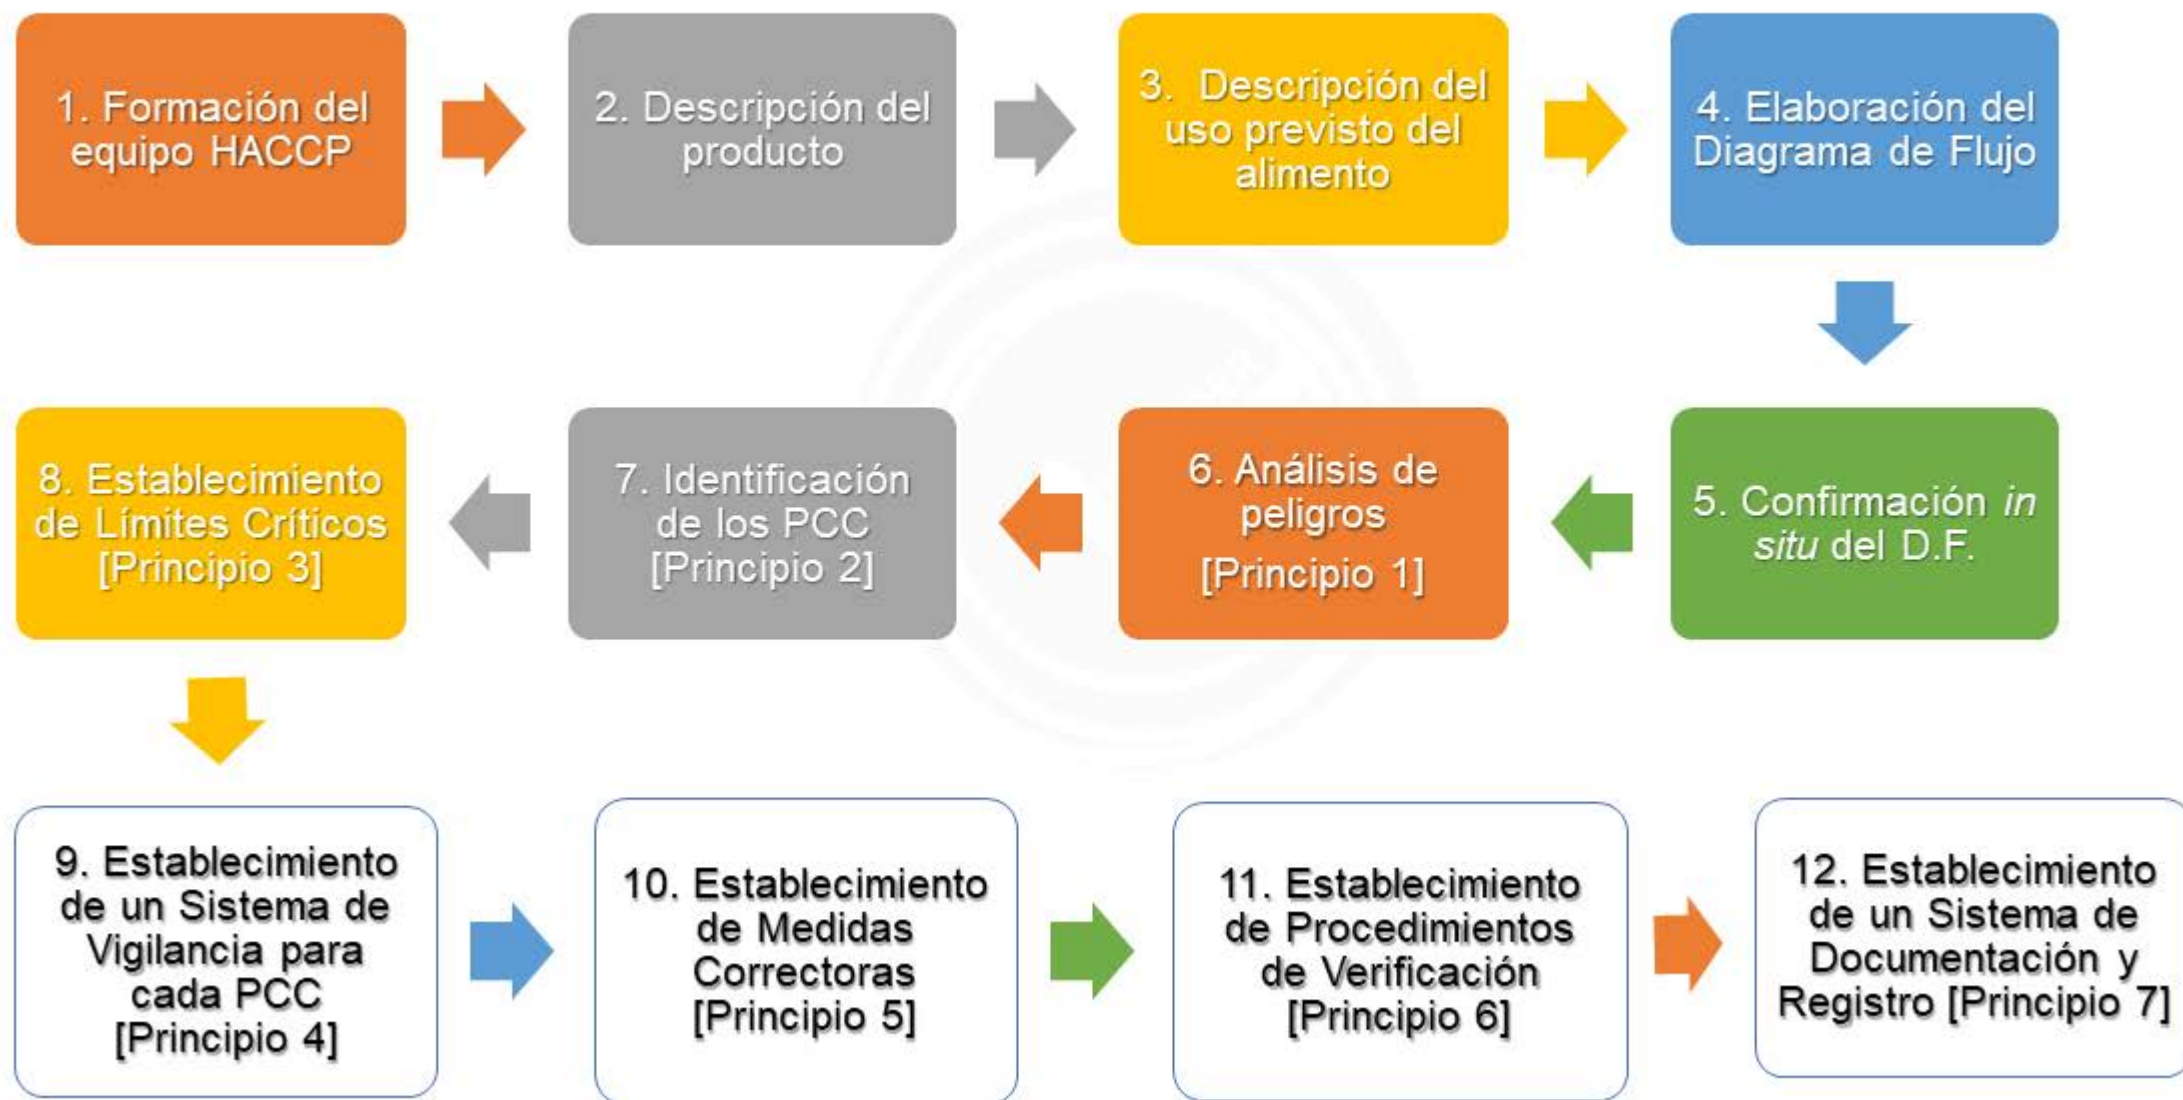 1. Formación del
equipo HACCP
2. Descripción del
producto
3. Descripción del
uso previsto del
alimento
4. Elaboración del
Diagrama de Flujo
5. Confirmación in
situ del D.F.
6. Análisis de
peligros
[Principio 1]
7. Identificación
de los PCC
[Principio 2]
8. Establecimiento
de Límites Críticos
[Principio 3]
9. Establecimiento
de un Sistema de
Vigilancia para
cada PCC
[Principio 4]
10. Establecimiento
de Medidas
Correctoras
[Principio 5]
11. Establecimiento
de Procedimientos
de Verificación
[Principio 6]
12. Establecimiento
de un Sistema de
Documentación y
Registro [Principio 7]